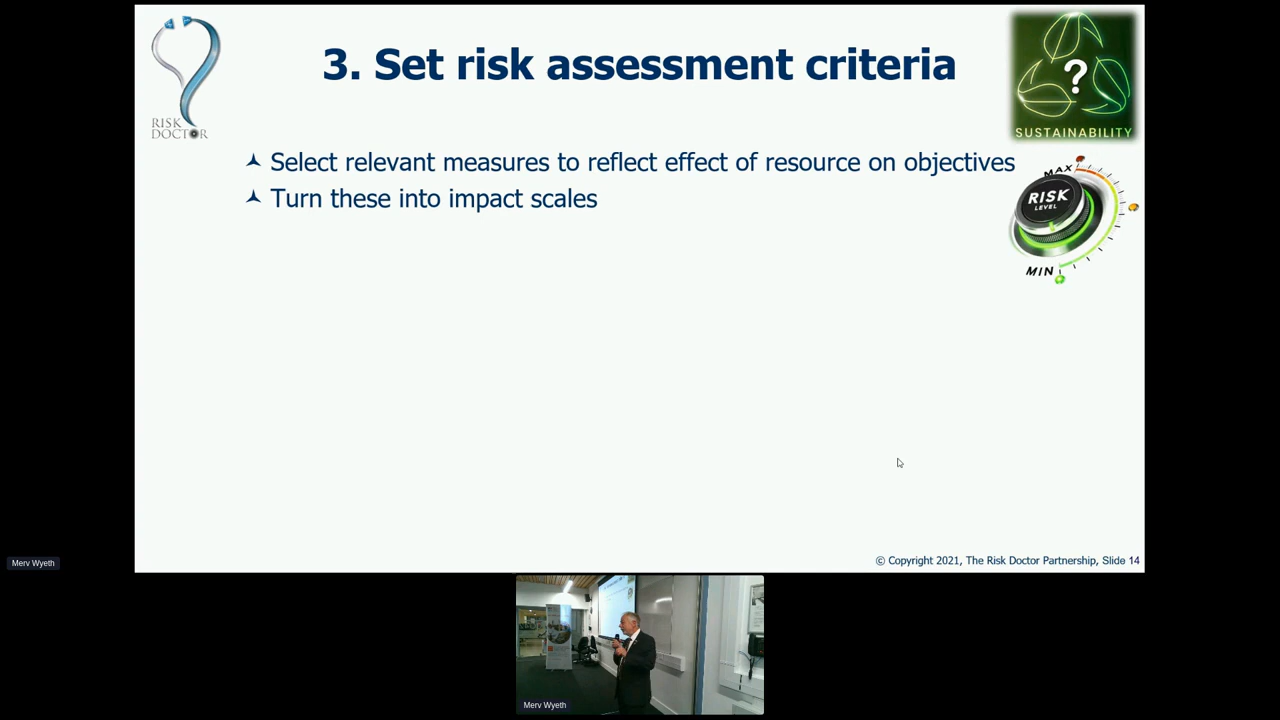 RISK
DOCTOR
3. Set risk assessment criteria
?
SUSTAINABILITY
Select relevant measures to reflect effect of resource on objectives
Turn these into impact scales
MAX
RISK
LEVEL
MIN
© Copyright 2021, The Risk Doctor Partnership, Slide 14
Merv Wyeth
Merv Wyeth